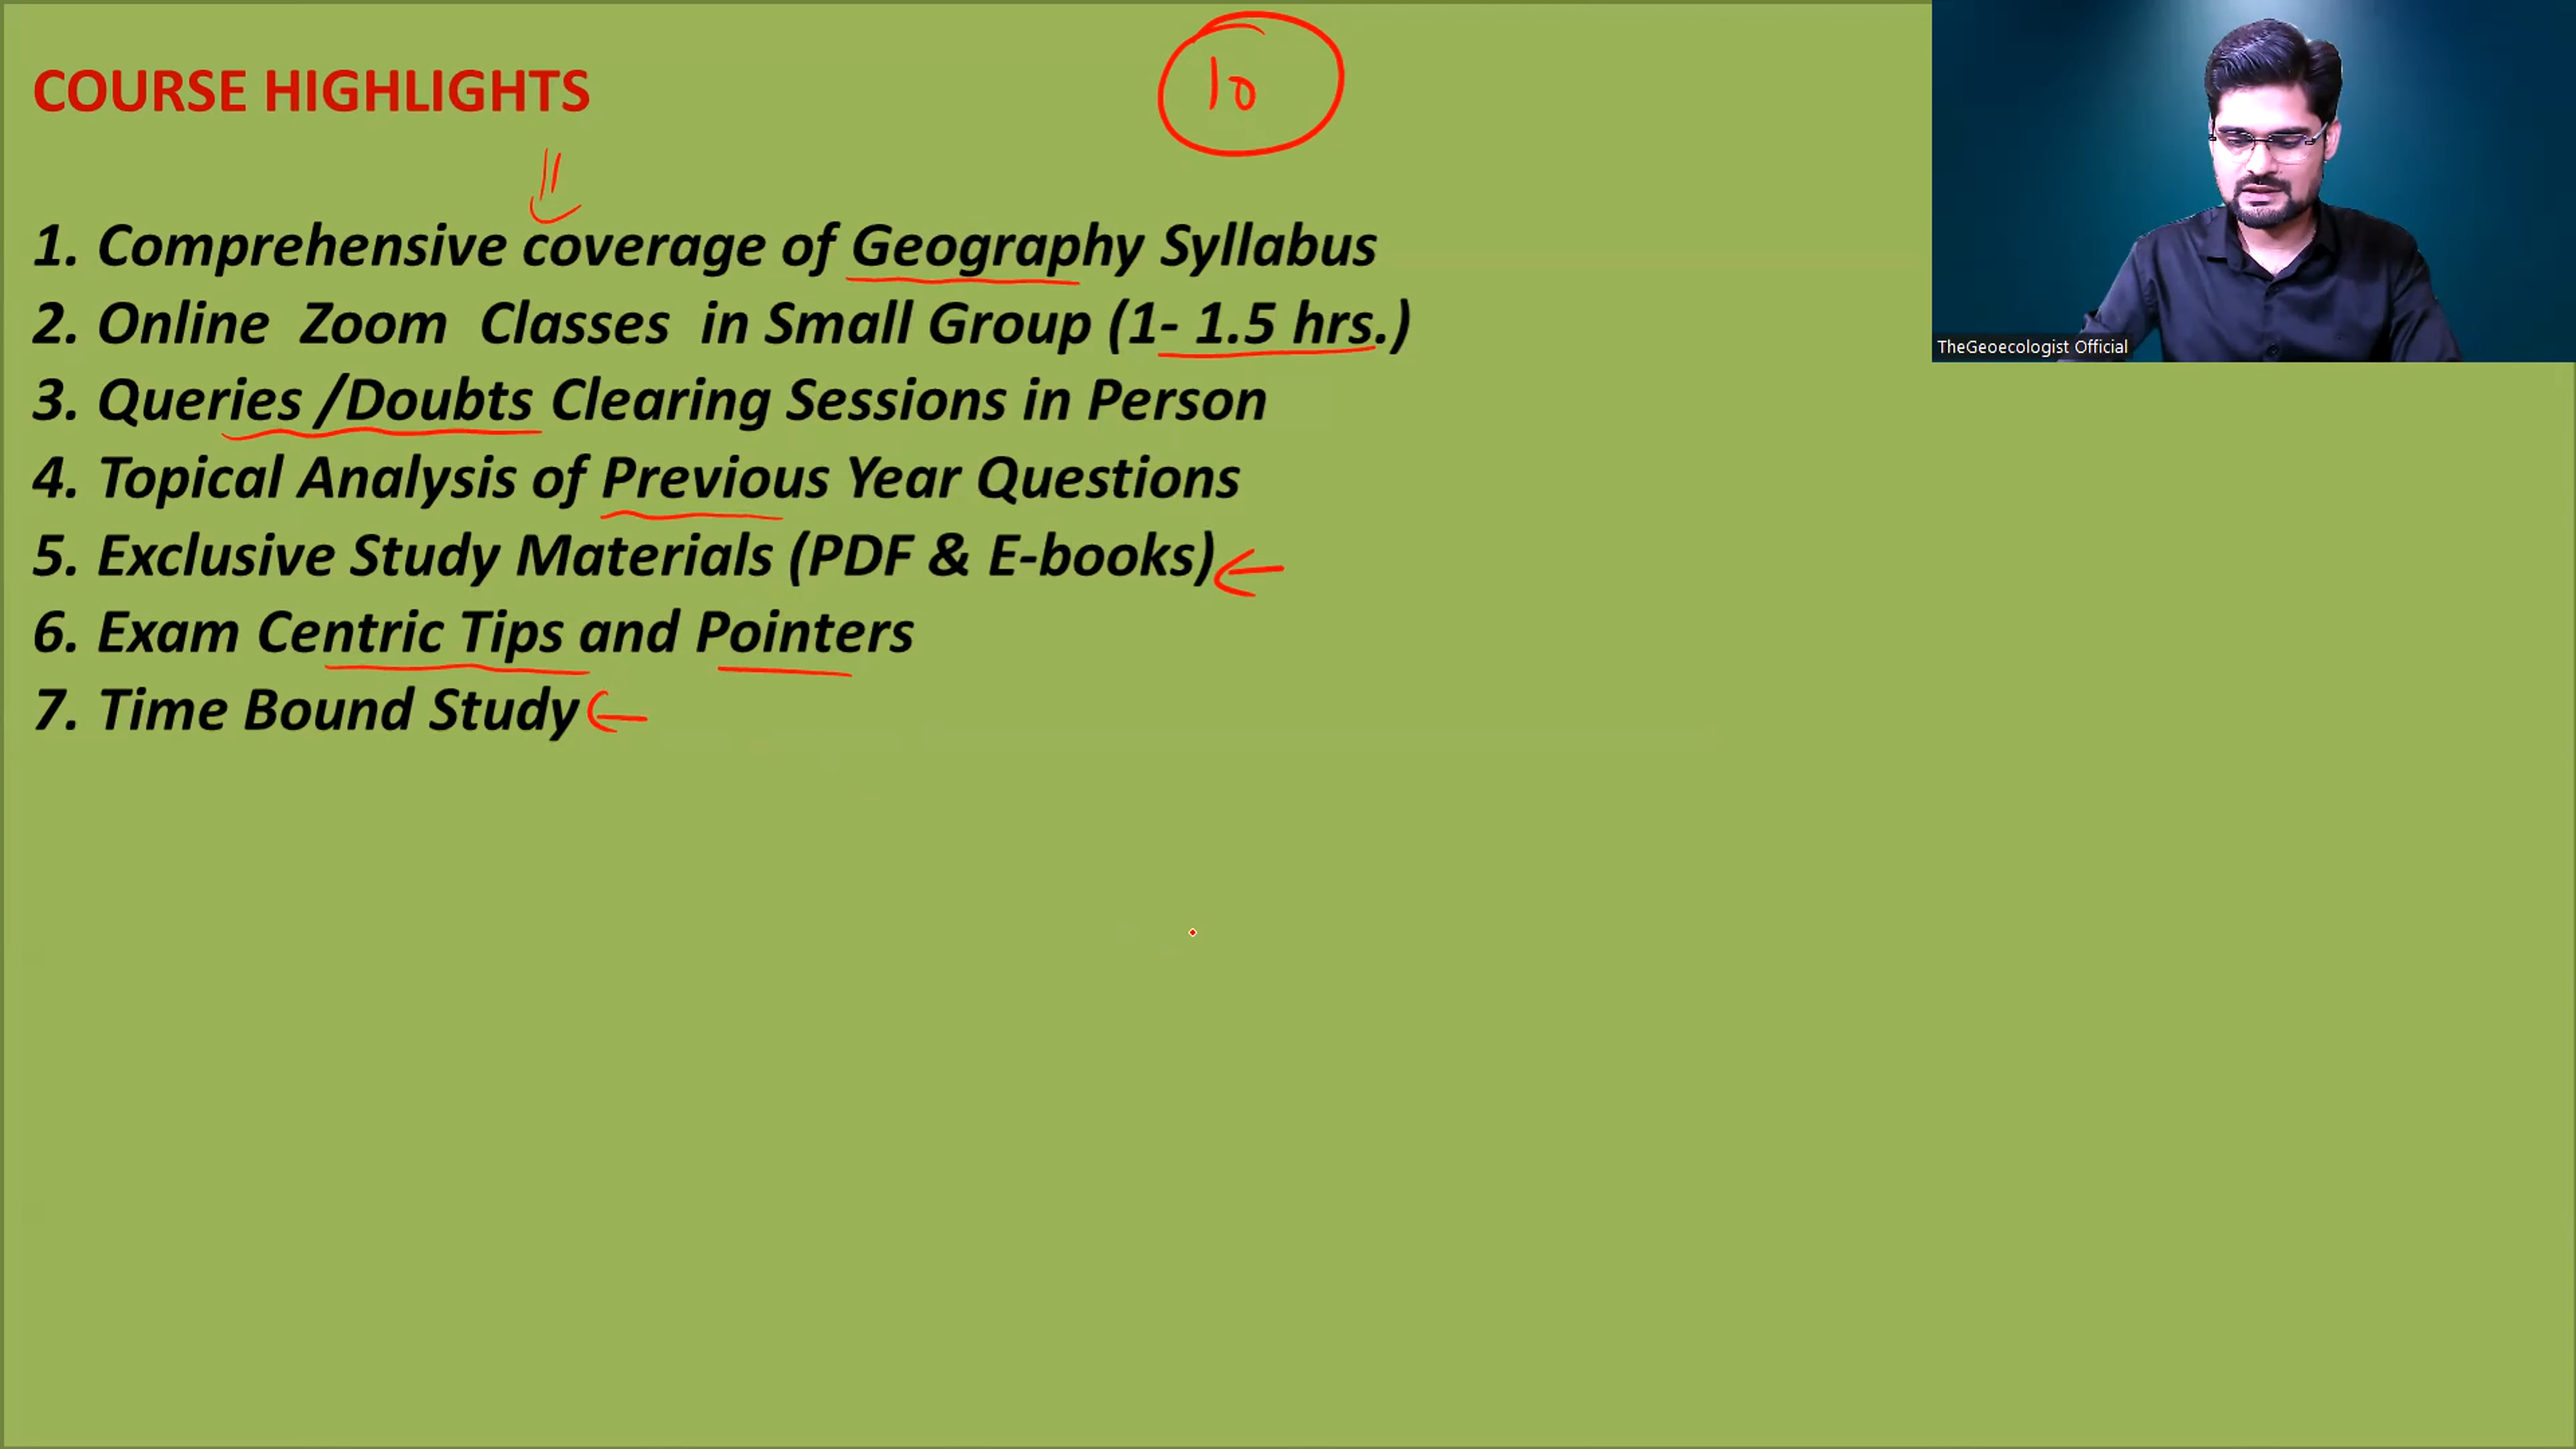 10
COURSE HIGHLIGHTS
1. Comprehensive coverage of Geography Syllabus
2. Online Zoom Classes in Small Group (1- 1.5 hrs.)
3. Queries /Doubts Clearing Sessions in Person
4. Topical Analysis of Previous Year Questions
5. Exclusive Study Materials (PDF & E-books)
6. Exam Centric Tips and Pointers
7. Time Bound Study
TheGeoecologist Official